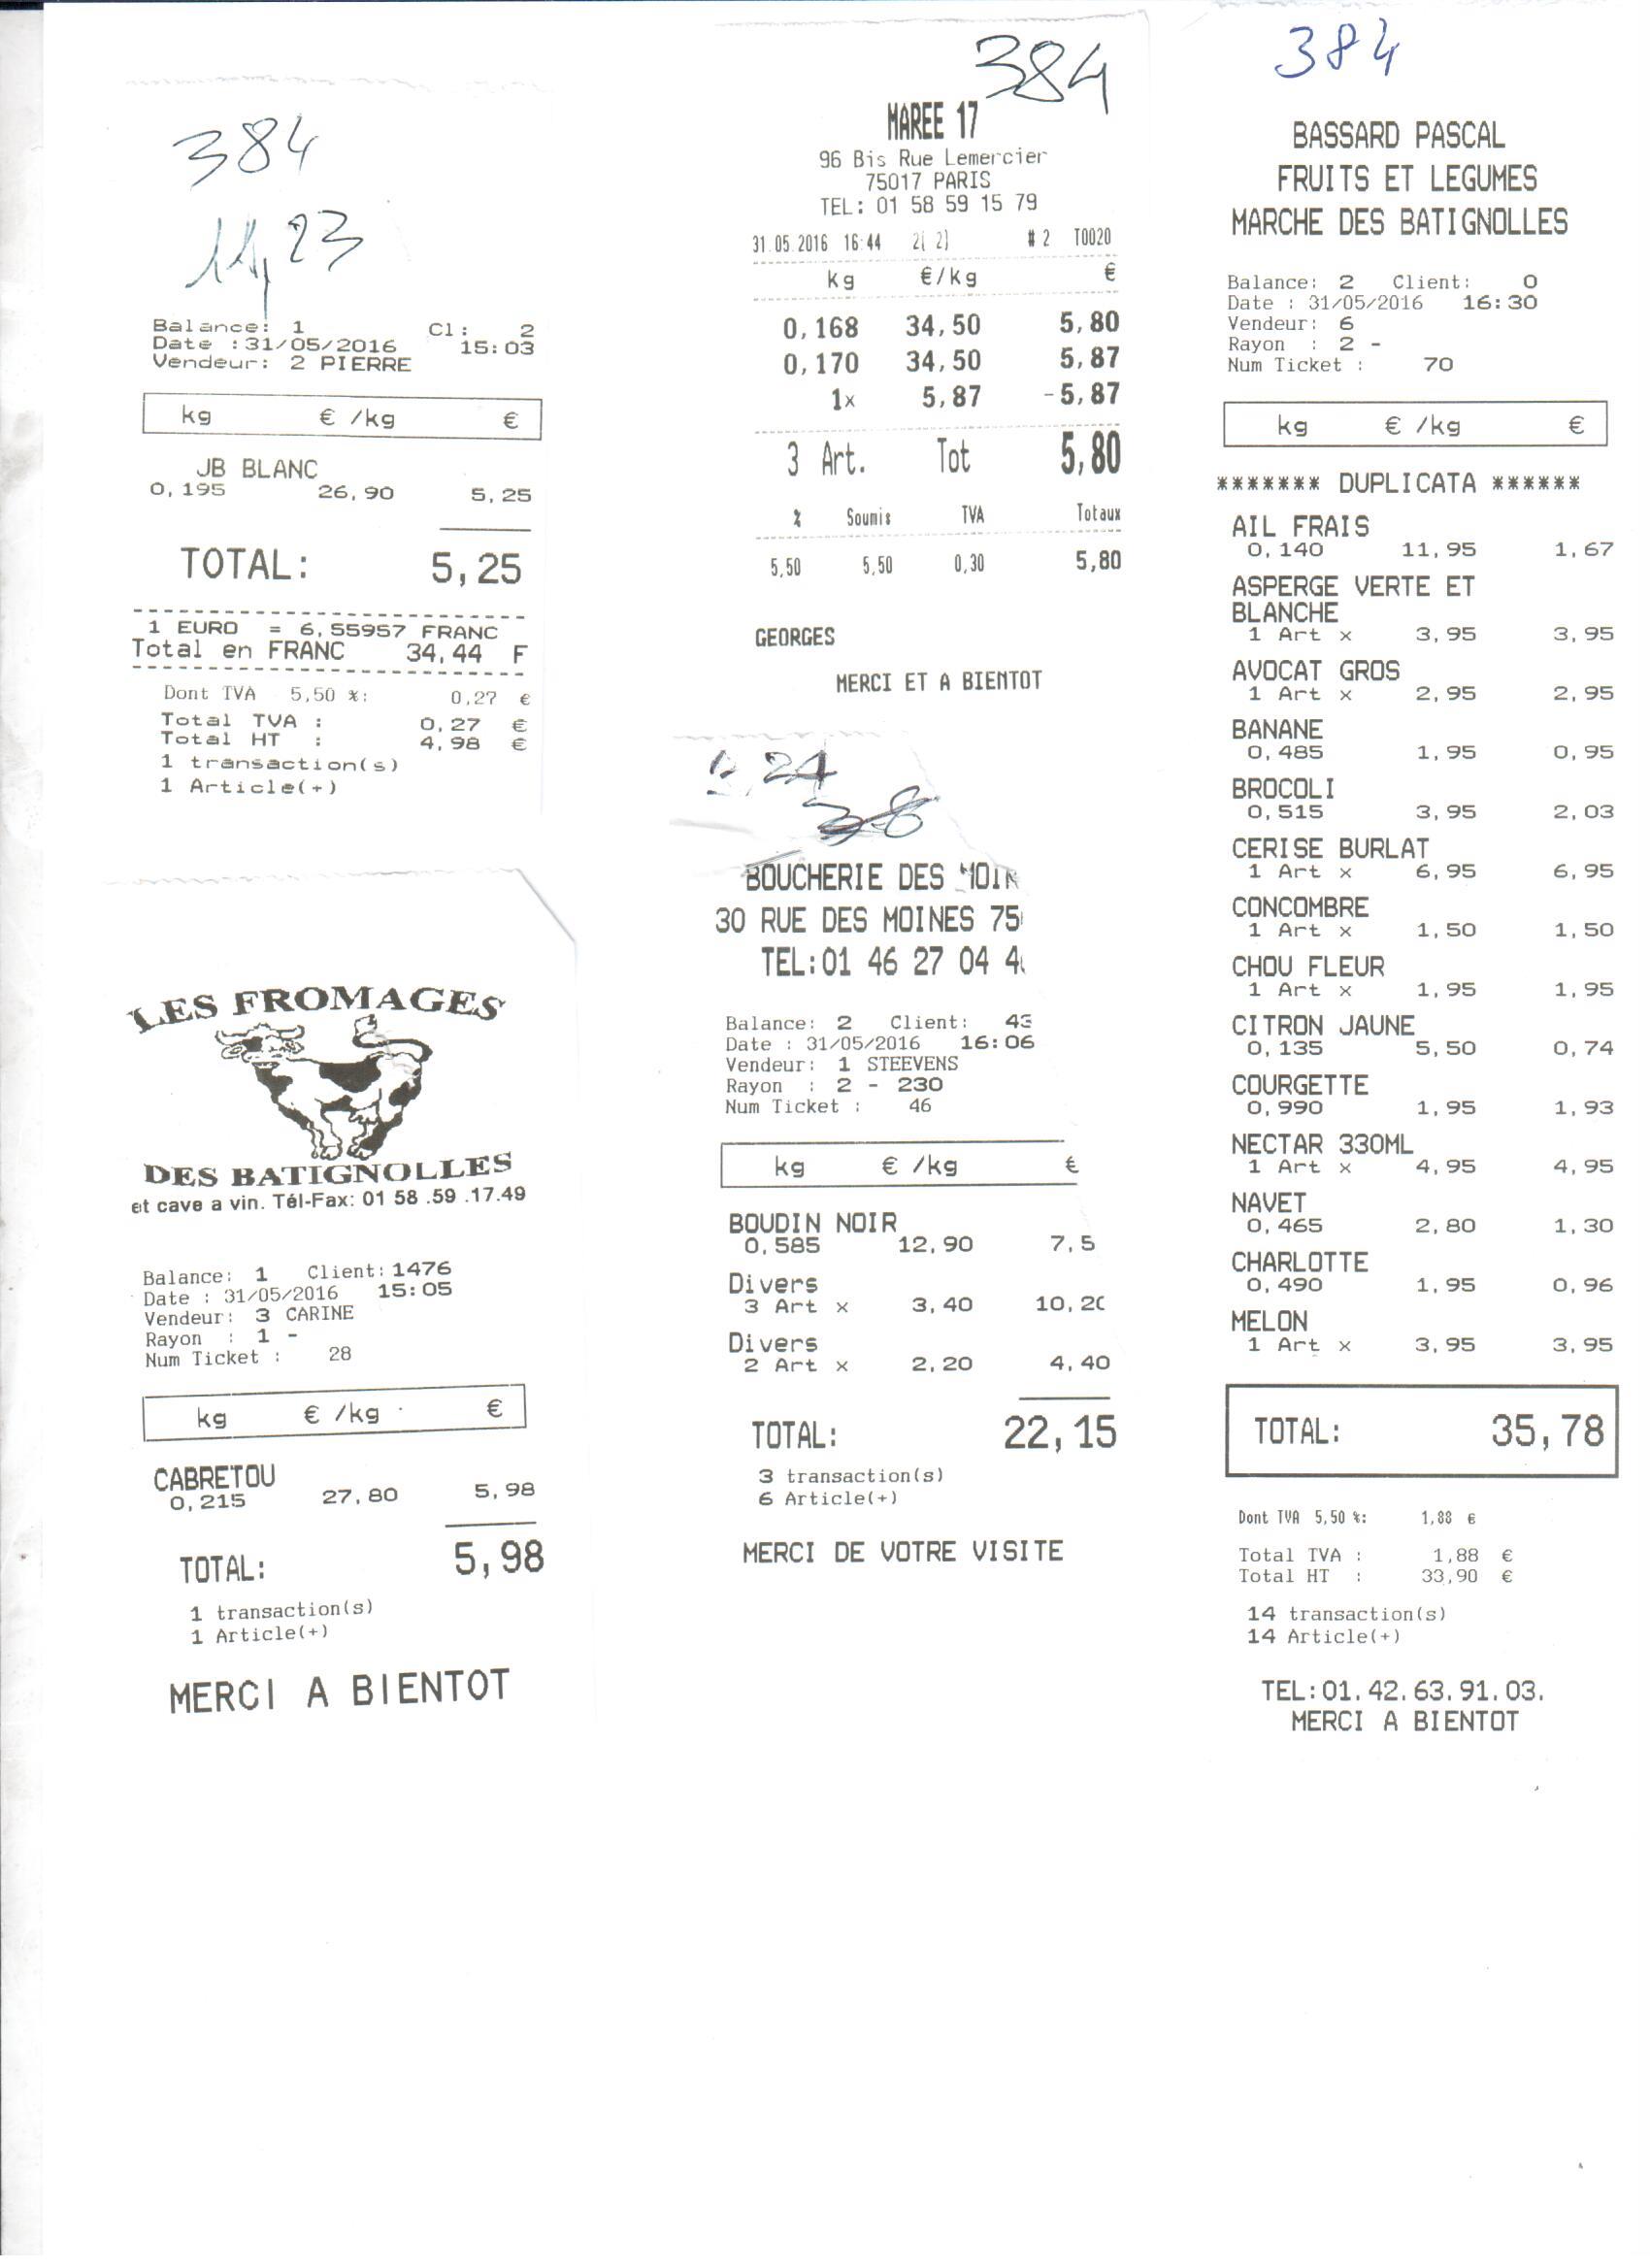 384
11,23
Balance: 1 Cl: 2
Date :31/05/2016 15:03
Vendeur: 2 PIERRE
kg € /kg €
JB BLANC
0,195 26,90 5,25
TOTAL: 5,25
1 EURO = 6,55957 FRANC
Total en FRANC 34,44 F
Dont TVA 5,50 %: 0,27 €
Total TVA : 0,27 €
Total HT : 4,98 €
1 transaction(s)
1 Article(+)
LES FROMAGES
DES BATIGNOLLES
et cave a vin. Tél-Fax: 01 58 .59 .17.49
Balance: 1 Client: 1476
Date : 31/05/2016 15:05
Vendeur: 3 CARINE
Rayon : 1 -
Num Ticket : 28
kg € /kg €
CABRETOU
0,215 27,80 5,98
TOTAL: 5,98
1 transaction(s)
1 Article(+)
MERCI A BIENTOT
384
MAREE 17
96 Bis Rue Lemercier
75017 PARIS
TEL: 01 58 59 15 79
31.05.2016 16:44 2( 2) # 2 T0020
kg €/kg €
0,168 34,50 5,80
0,170 34,50 5,87
1x 5,87 -5,87
3 Art. Tot 5,80
% Soumis TVA Totaux
5,50 5,50 0,30 5,80
GEORGES
MERCI ET A BIENTOT
BOUCHERIE DES MOIN
30 RUE DES MOINES 75
TEL:01 46 27 04 4
Balance: 2 Client: 43
Date : 31/05/2016 16:06
Vendeur: 1 STEEVENS
Rayon : 2 - 230
Num Ticket : 46
kg € /kg €
BOUDIN NOIR
0,585 12,90 7,5
Divers
3 Art x 3,40 10,20
Divers
2 Art x 2,20 4,40
TOTAL: 22,15
3 transaction(s)
6 Article(+)
MERCI DE VOTRE VISITE
384
BASSARD PASCAL
FRUITS ET LEGUMES
MARCHE DES BATIGNOLLES
Balance: 2 Client: 0
Date : 31/05/2016 16:30
Vendeur: 6
Rayon : 2 -
Num Ticket : 70
kg € /kg €
******* DUPLICATA ******
AIL FRAIS
0,140 11,95 1,67
ASPERGE VERTE ET
BLANCHE
1 Art x 3,95 3,95
AVOCAT GROS
1 Art x 2,95 2,95
BANANE
0,485 1,95 0,95
BROCOLI
0,515 3,95 2,03
CERISE BURLAT
1 Art x 6,95 6,95
CONCOMBRE
1 Art x 1,50 1,50
CHOU FLEUR
1 Art x 1,95 1,95
CITRON JAUNE
0,135 5,50 0,74
COURGETTE
0,990 1,95 1,93
NECTAR 330ML
1 Art x 4,95 4,95
NAVET
0,465 2,80 1,30
CHARLOTTE
0,490 1,95 0,96
MELON
1 Art x 3,95 3,95
TOTAL: 35,78
Dont TVA 5,50 %: 1,88 €
Total TVA : 1,88 €
Total HT : 33,90 €
14 transaction(s)
14 Article(+)
TEL:01.42.63.91.03.
MERCI A BIENTOT